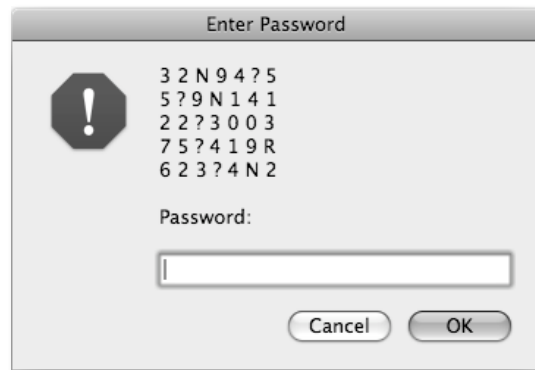 Enter Password
3 2 N 9 4 ? 5
5 ? 9 N 1 4 1
2 2 ? 3 0 0 3
7 5 ? 4 1 9 R
6 2 3 ? 4 N 2
Password:
Cancel
OK